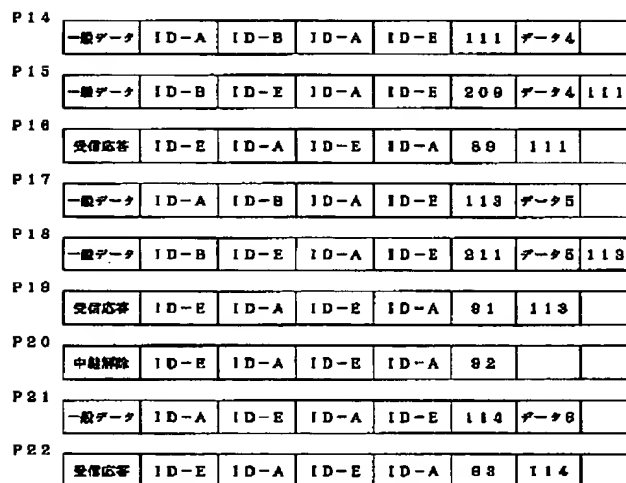 P14
一般データ ID-A ID-B ID-A ID-E 111 データ4
P15
一般データ ID-B ID-E ID-A ID-E 209 データ4 111
P16
受信応答 ID-E ID-A ID-E ID-A 89 111
P17
一般データ ID-A ID-B ID-A ID-E 113 データ5
P18
一般データ ID-B ID-E ID-A ID-E 211 データ5 113
P19
受信応答 ID-E ID-A ID-E ID-A 91 113
P20
中継解除 ID-E ID-A ID-E ID-A 92
P21
一般データ ID-A ID-E ID-A ID-E 114 データ6
P22
受信応答 ID-E ID-A ID-E ID-A 93 114